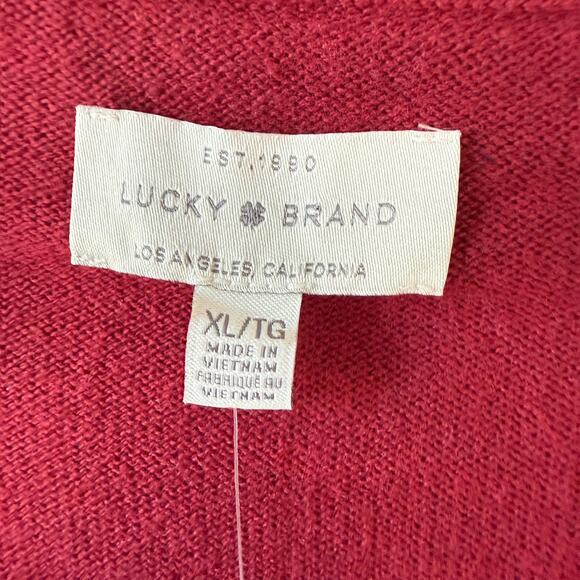 EST. 1990
LUCKY BRAND
LOS ANGELES, CALIFORNIA
XL/TG
MADE IN
VIETNAM
FABRIQUÉ AU
VIETNAM